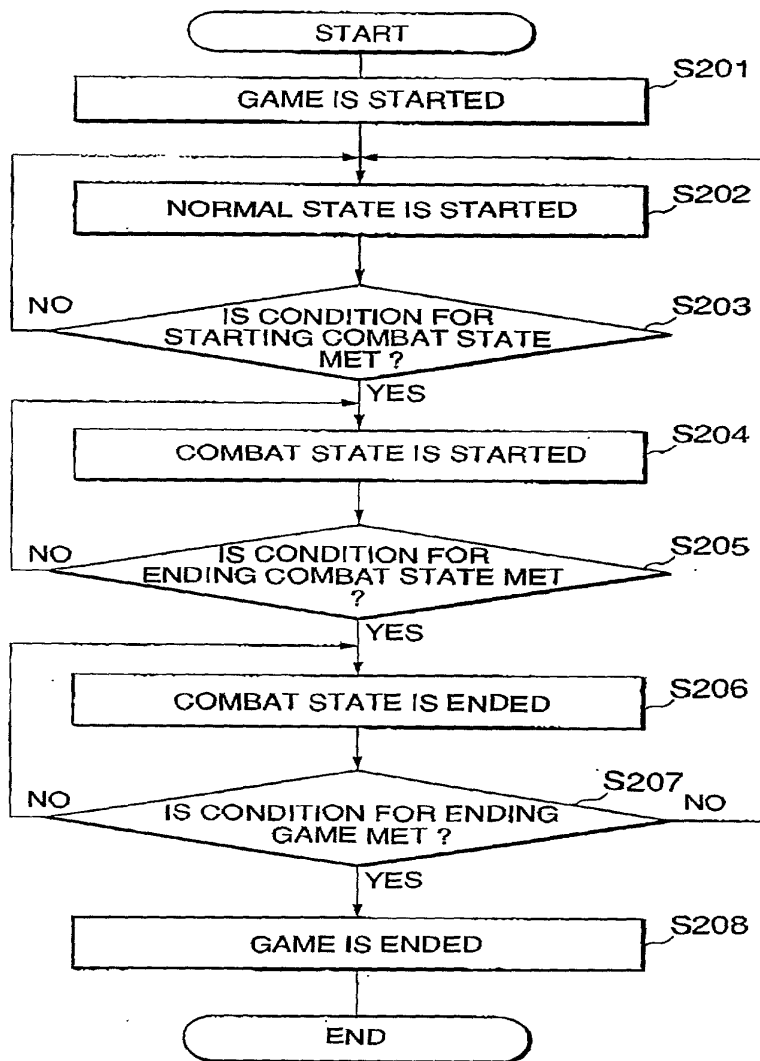 START
S201
GAME IS STARTED
NORMAL STATE IS STARTED
S202
NO
IS CONDITION FOR
STARTING COMBAT STATE
MET ?
S203
YES
COMBAT STATE IS STARTED
S204
NO
IS CONDITION FOR
ENDING COMBAT STATE MET
?
S205
YES
COMBAT STATE IS ENDED
S206
NO
IS CONDITION FOR ENDING
GAME MET ?
S207
NO
YES
GAME IS ENDED
S208
END